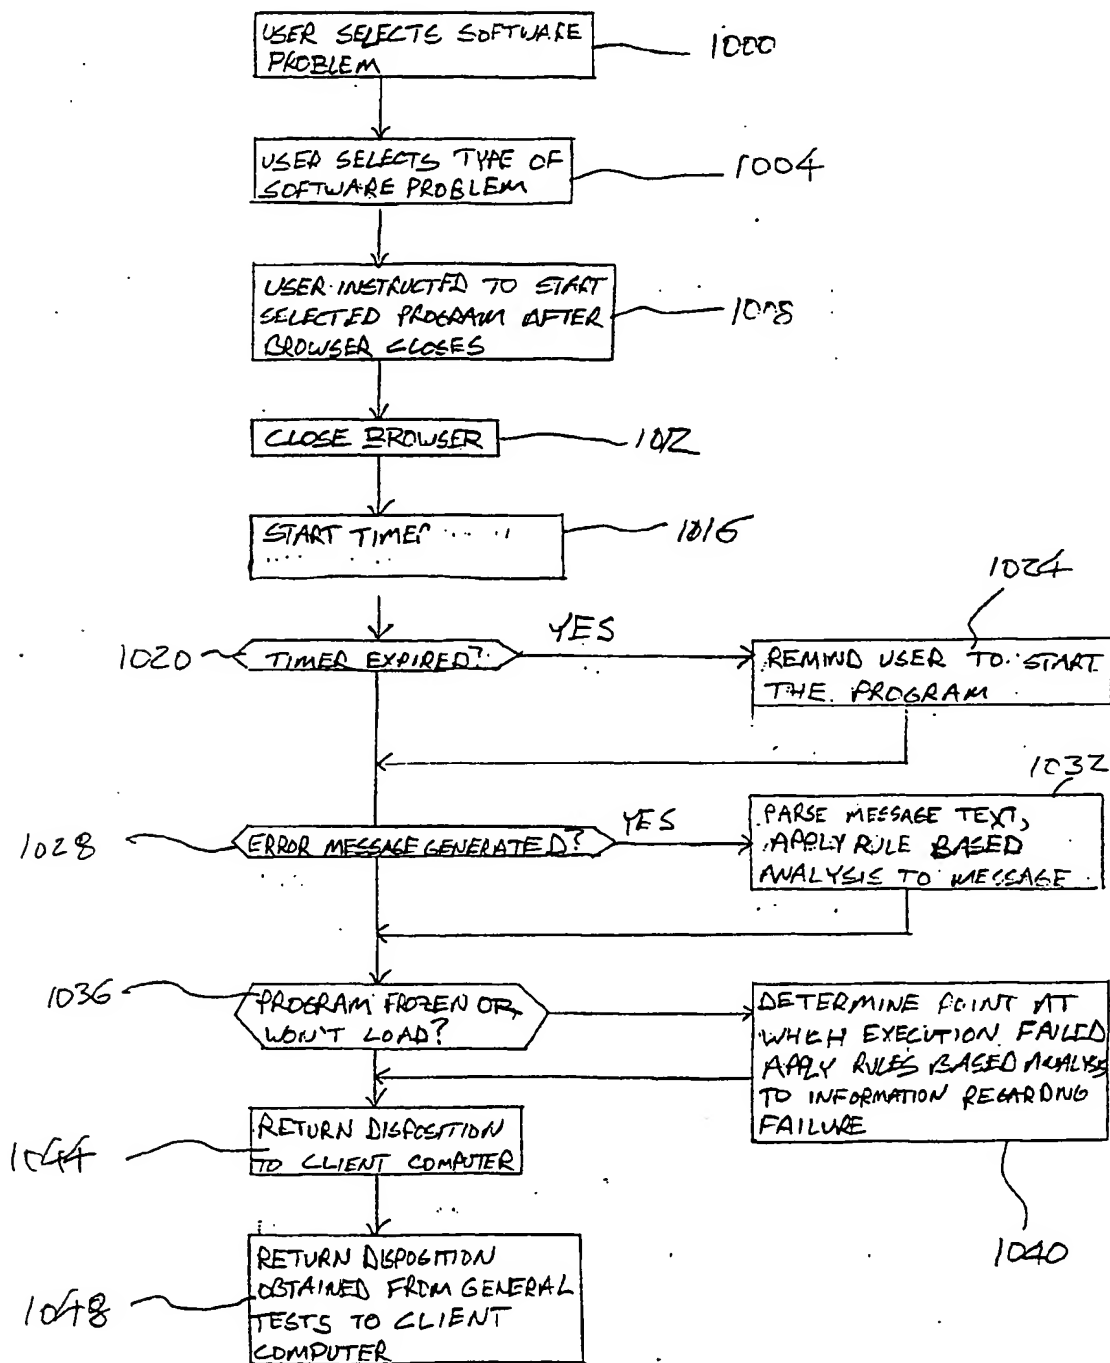 USER SELECTS SOFTWARE
PROBLEM
1000
USER SELECTS TYPE OF
SOFTWARE PROBLEM
1004
USER INSTRUCTED TO START
SELECTED PROGRAM AFTER
BROWSER CLOSES
1008
CLOSE BROWSER
1012
START TIMER
1016
1020
TIMER EXPIRED?
YES
1024
REMIND USER TO START
THE PROGRAM
1028
ERROR MESSAGE GENERATED?
YES
1032
PARSE MESSAGE TEXT,
APPLY RULE BASED
ANALYSIS TO MESSAGE
1036
PROGRAM FROZEN OR
WON'T LOAD?
DETERMINE POINT AT
WHICH EXECUTION FAILED
APPLY RULES BASED ANALYSIS
TO INFORMATION REGARDING
FAILURE
1040
1044
RETURN DISPOSITION
TO CLIENT COMPUTER
1048
RETURN DISPOSITION
OBTAINED FROM GENERAL
TESTS TO CLIENT
COMPUTER